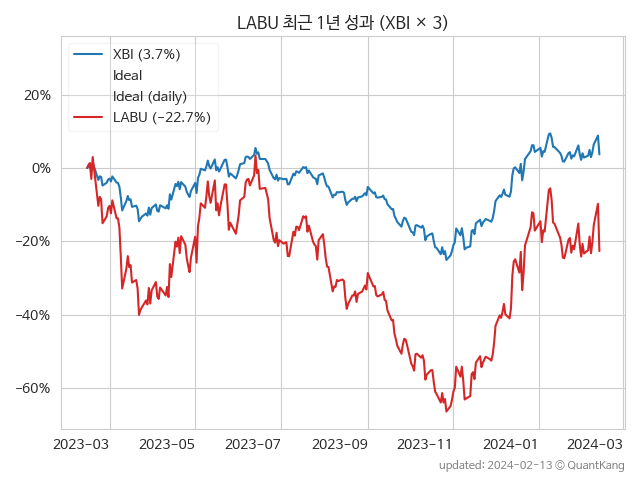 LABU 최근 1년 성과 (XBI × 3)
XBI (3.7%)
Ideal
Ideal (daily)
LABU (−22.7%)
20%
0%
−20%
−40%
−60%
2023−03 2023−05 2023−07 2023−09 2023−11 2024−01 2024−03
updated: 2024−02−13 ⓒ QuantKang